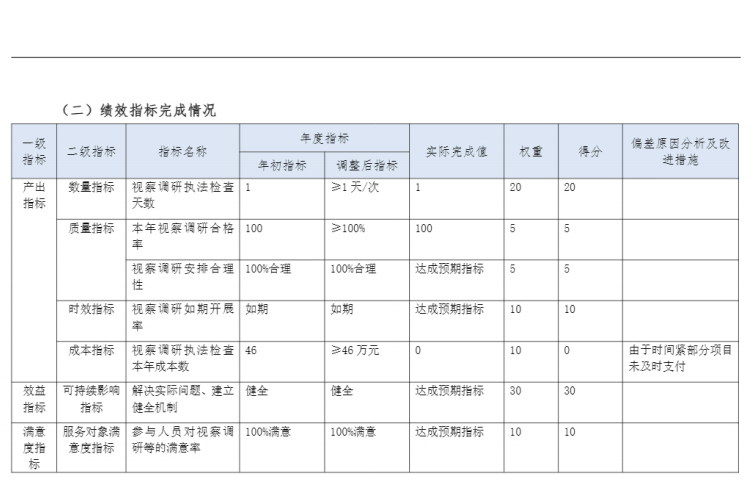 （二）绩效指标完成情况
一级指标 二级指标 指标名称 年度指标 实际完成值 权重 得分 偏差原因分析及改进措施
年初指标 调整后指标
产出指标 数量指标 视察调研执法检查天数 1 ≥1 天/次 1 20 20
质量指标 本年视察调研合格率 100 ≥100% 100 5 5
视察调研安排合理性 100%合理 100%合理 达成预期指标 5 5
时效指标 视察调研如期开展率 如期 如期 达成预期指标 10 10
成本指标 视察调研执法检查本年成本数 46 ≥46 万元 0 10 0 由于时间紧部分项目未及时支付
效益指标 可持续影响指标 解决实际问题、建立健全机制 健全 健全 达成预期指标 30 30
满意度指标 服务对象满意度指标 参与人员对视察调研等的满意率 100%满意 100%满意 达成预期指标 10 10